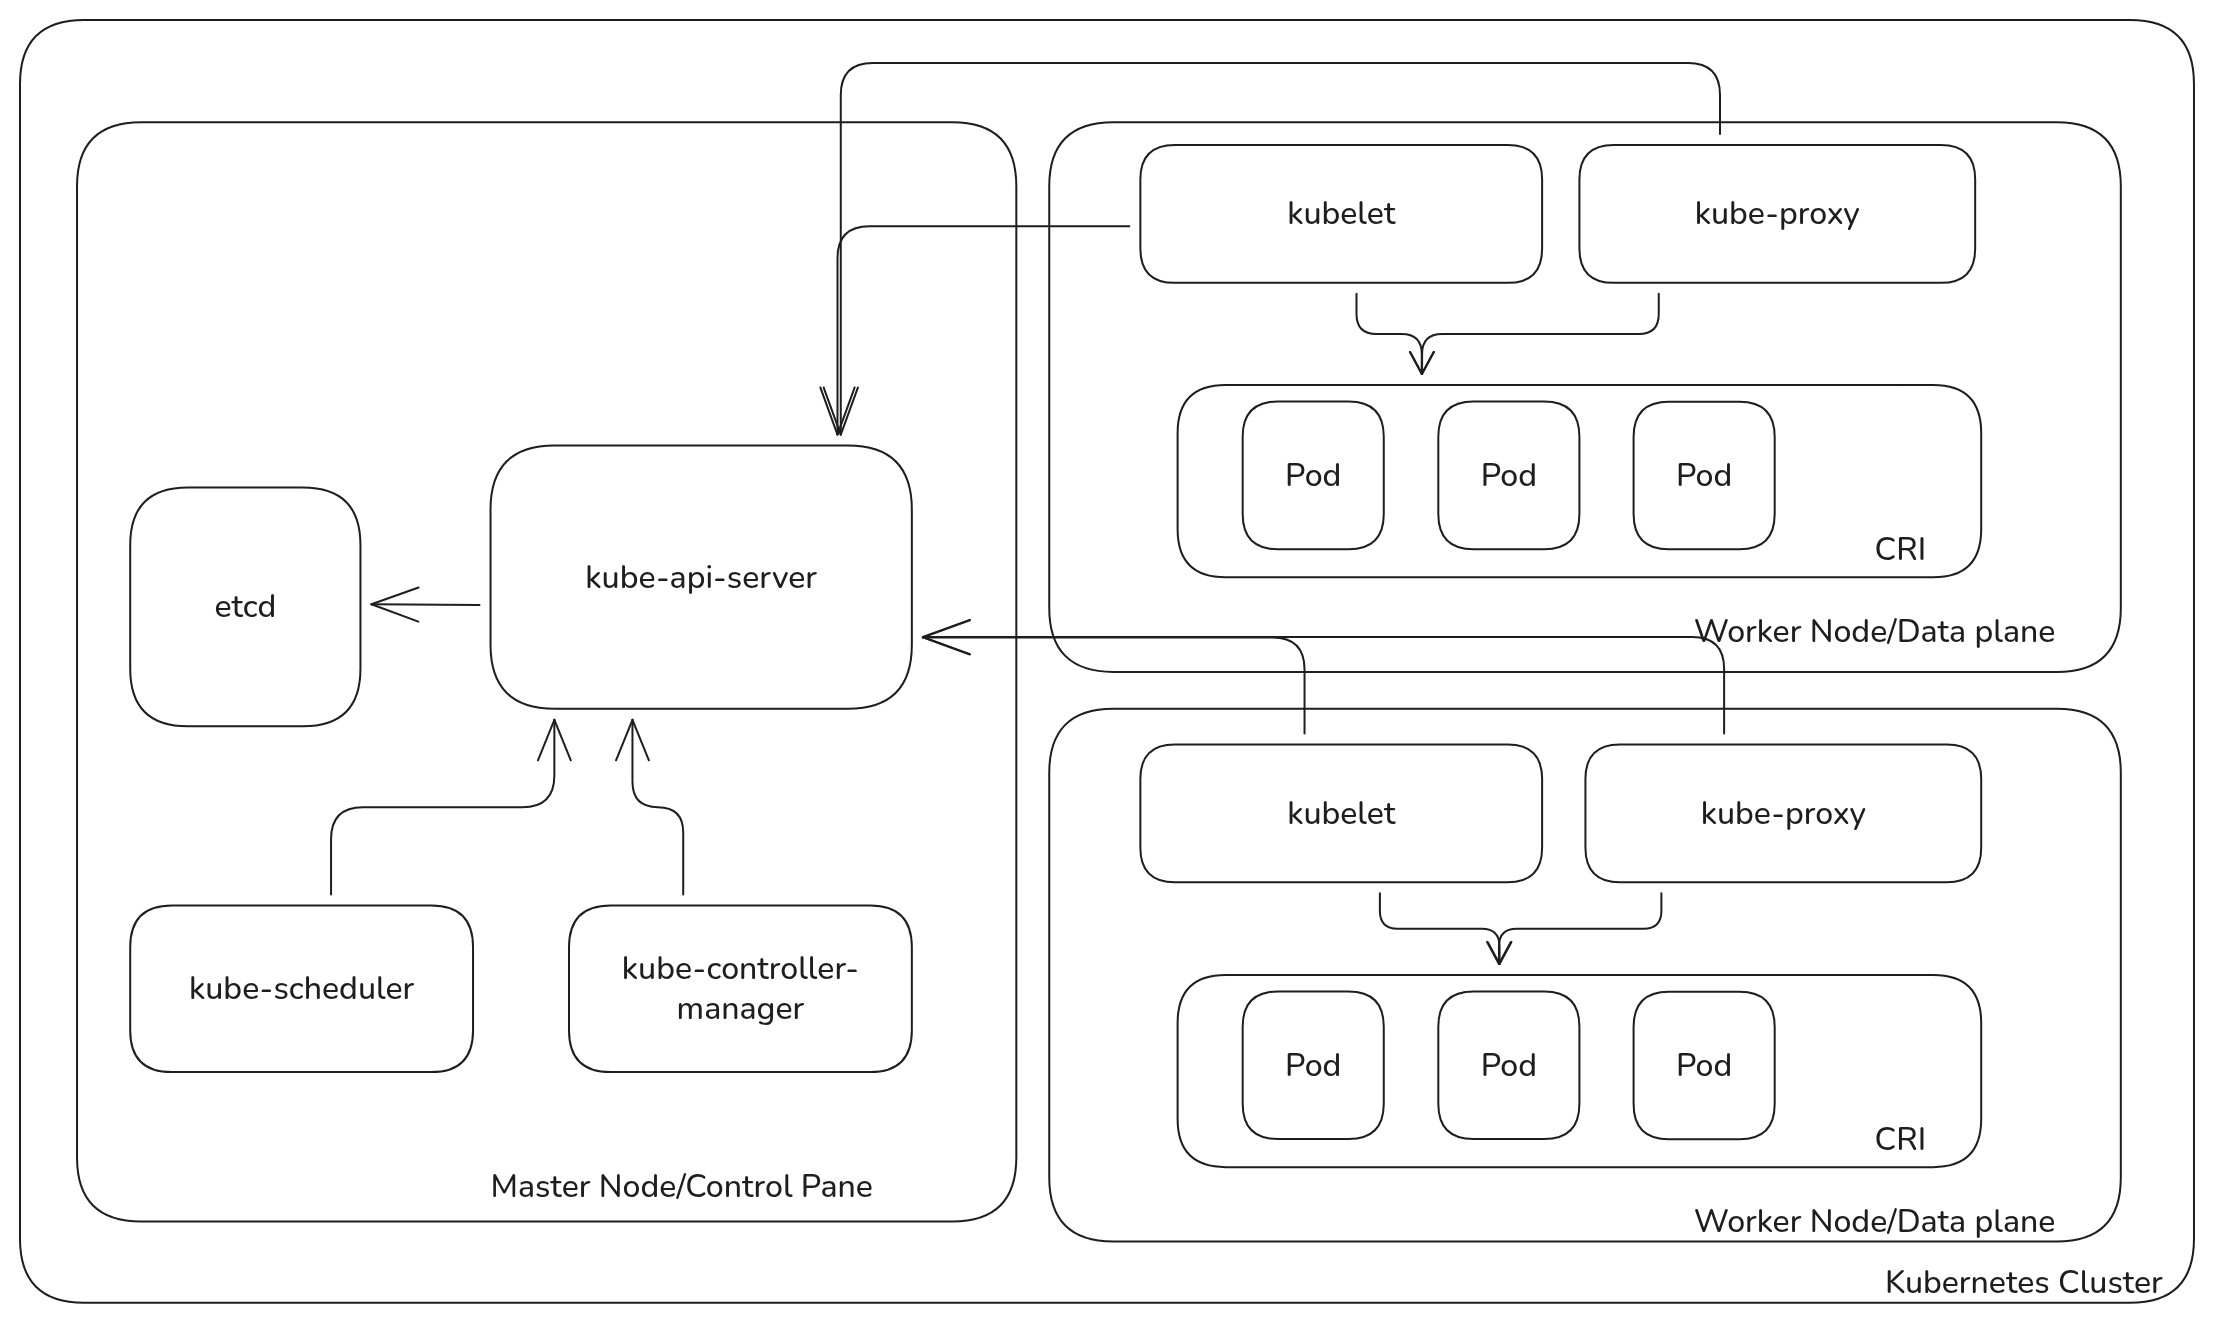 kubelet
kube-proxy
Pod
Pod
Pod
CRI
Worker Node/Data plane
etcd
kube-api-server
kube-scheduler
kube-controller-
manager
Master Node/Control Pane
kubelet
kube-proxy
Pod
Pod
Pod
CRI
Worker Node/Data plane
Kubernetes Cluster